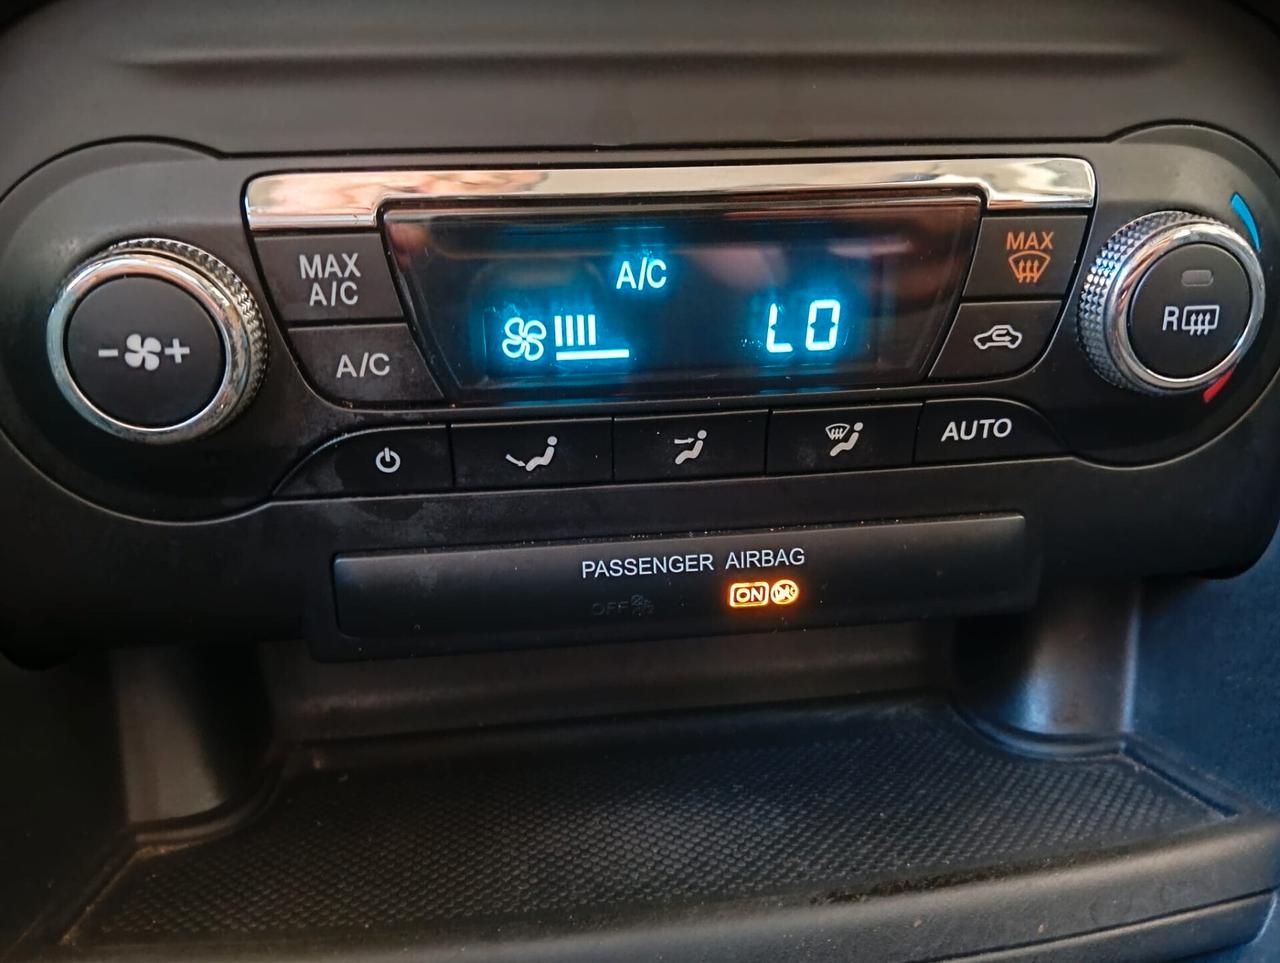 MAX
A/C
A/C
A/C
LO
MAX
R
AUTO
PASSENGER AIRBAG
OFF
ON